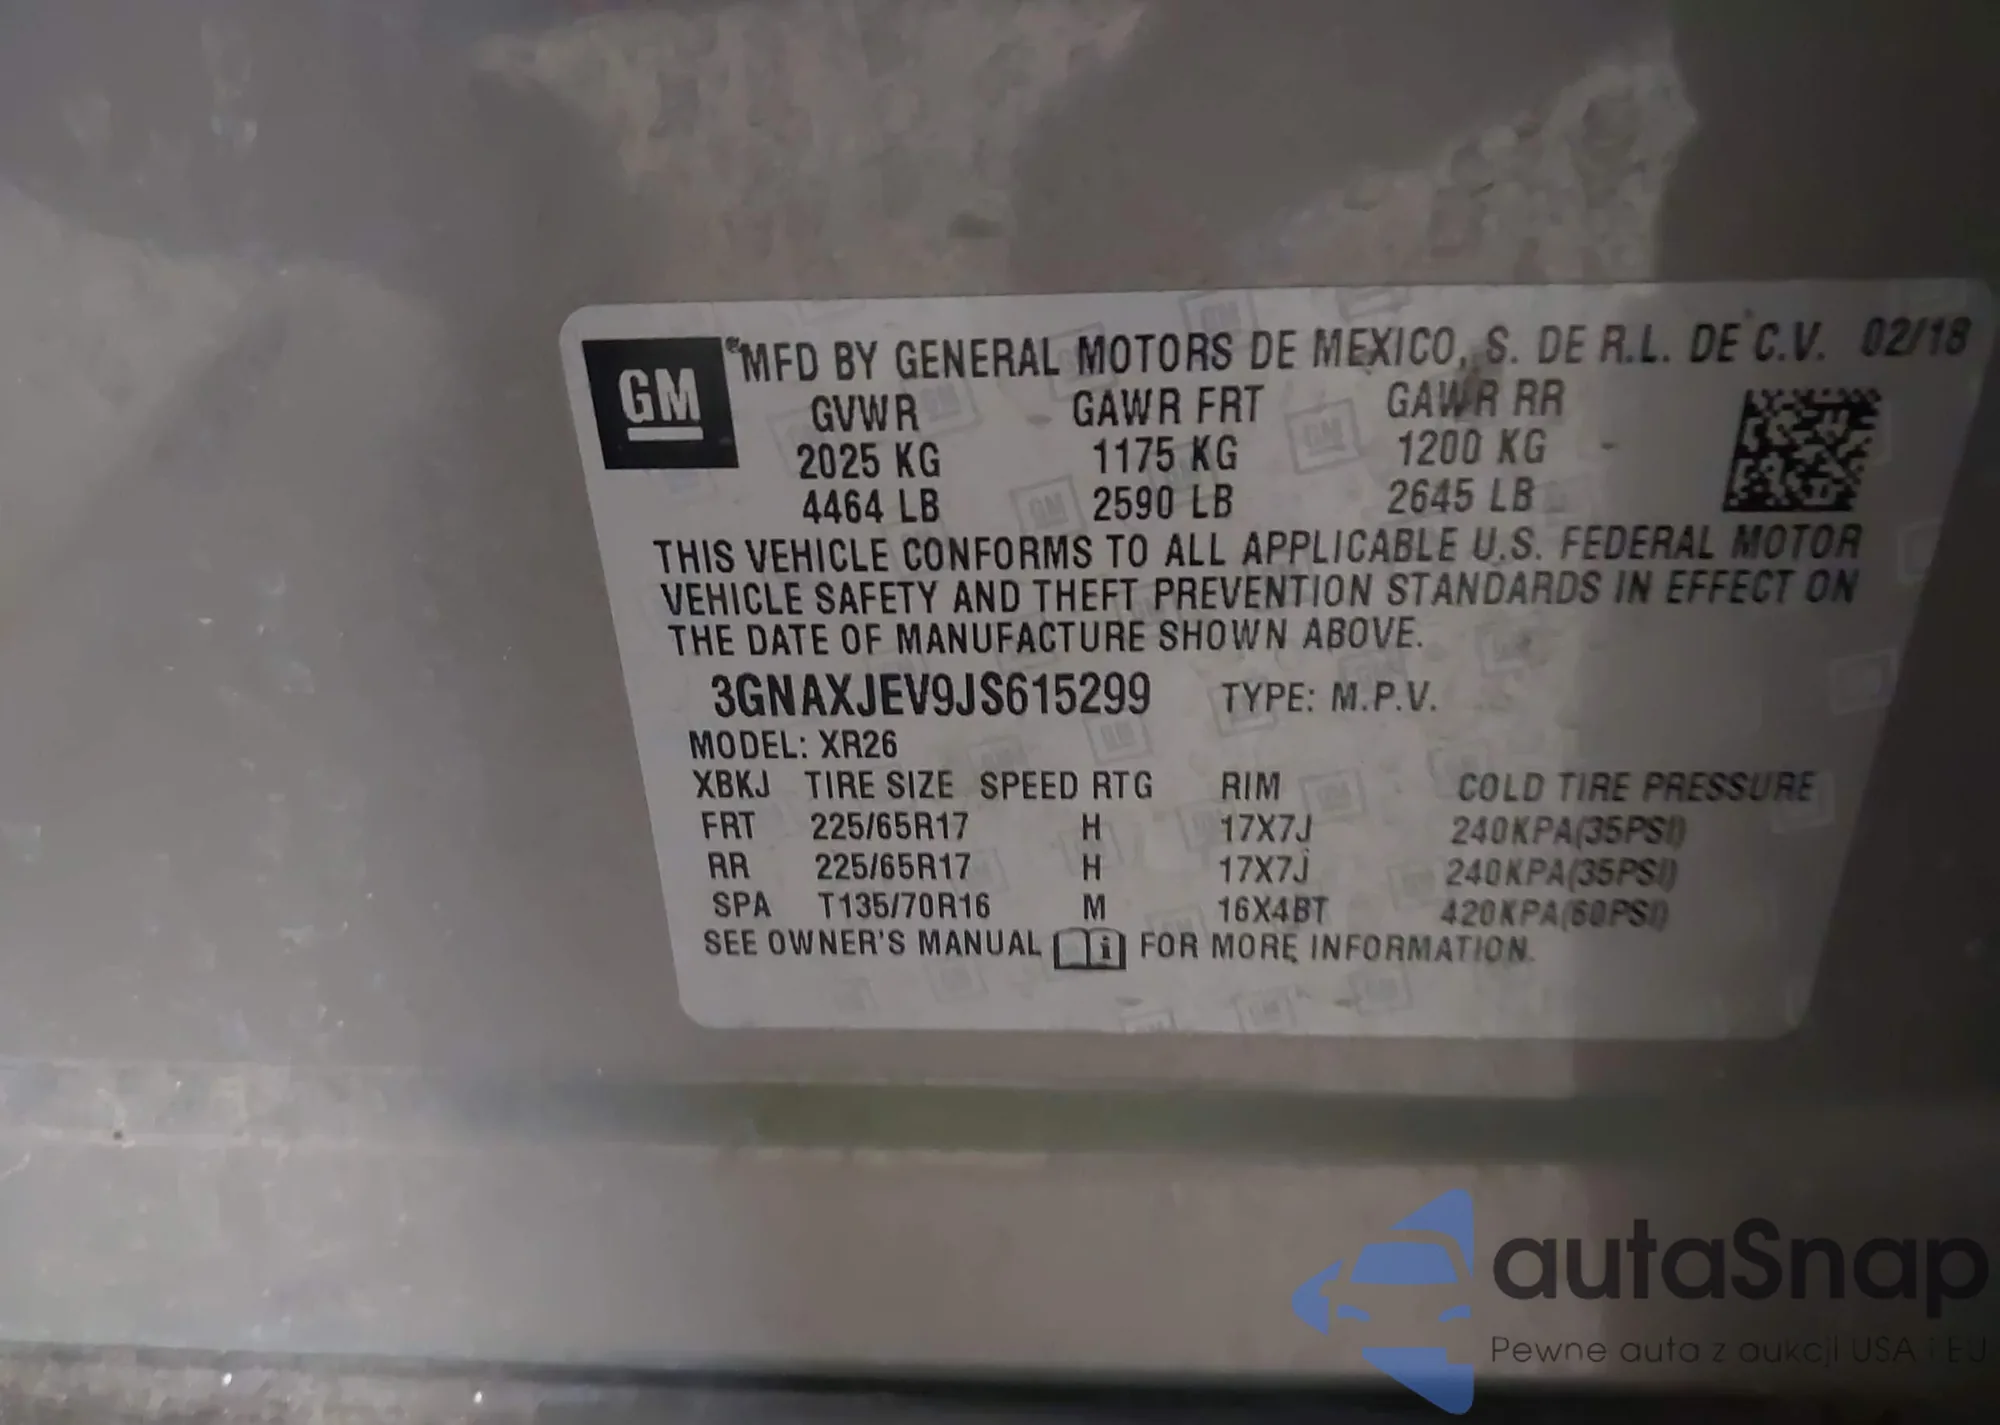 GM
MFD BY GENERAL MOTORS DE MEXICO, S. DE R.L. DE C.V. 02/18
GVWR GAWR FRT GAWR RR
2025 KG 1175 KG 1200 KG
4464 LB 2590 LB 2645 LB
THIS VEHICLE CONFORMS TO ALL APPLICABLE U.S. FEDERAL MOTOR
VEHICLE SAFETY AND THEFT PREVENTION STANDARDS IN EFFECT ON
THE DATE OF MANUFACTURE SHOWN ABOVE.
3GNAXJEV9JS615299 TYPE: M.P.V.
MODEL: XR26
XBKJ TIRE SIZE SPEED RTG RIM COLD TIRE PRESSURE
FRT 225/65R17 H 17X7J 240KPA(35PSI)
RR 225/65R17 H 17X7J 240KPA(35PSI)
SPA T135/70R16 M 16X4BT 420KPA(60PSI)
SEE OWNER'S MANUAL FOR MORE INFORMATION.
autaSnap
Pewne auta z aukcji USA i EU